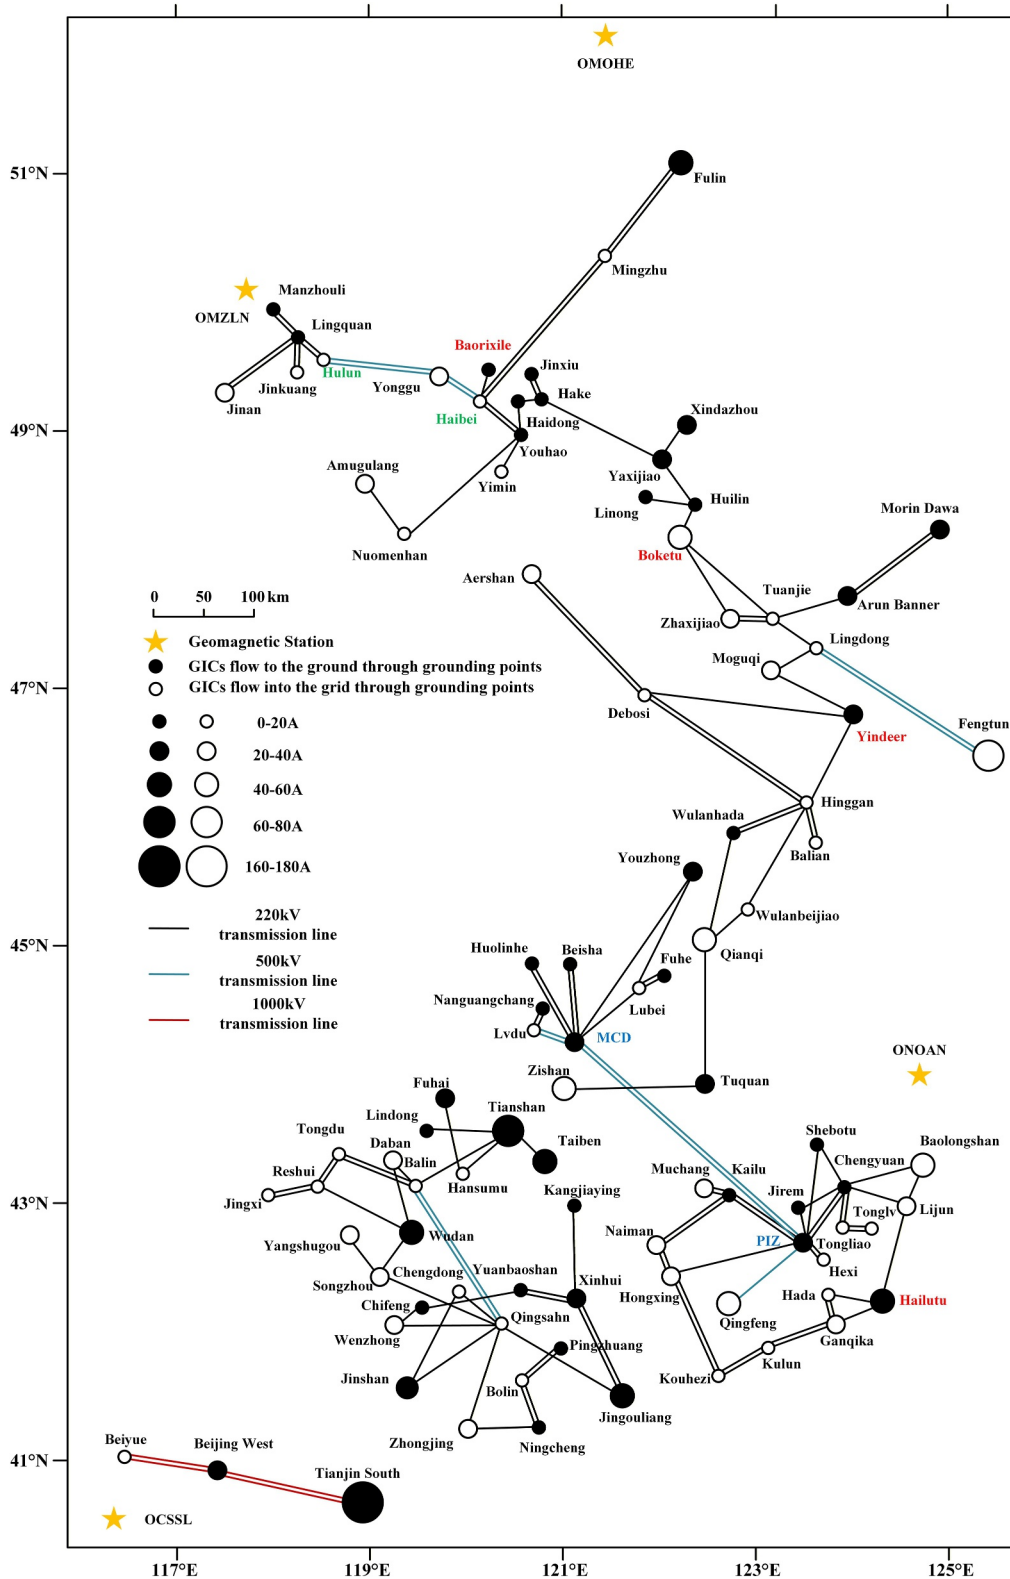 OMOHE
51°N
Fulin
Mingzhu
Manzhouli
OMZLN
Lingquan
Baorixile
Jinxiu
Hulun
Yonggu
Jinkuang
Hake
Jinan
Xindazhou
Haibei
Haidong
49°N
Youhao
Amugulang
Yaxijiao
Yimin
Huilin
Linong
Morin Dawa
Nuomenhan
Boketu
Aershan
Tuanjie
0 50 100 km
Arun Banner
Zhaxijiao
Lingdong
Geomagnetic Station
Moguqi
GICs flow to the ground through grounding points
GICs flow into the grid through grounding points
47°N
Debosi
0-20A
Fengtun
Yindeer
20-40A
40-60A
Hinggan
Wulanhada
60-80A
Balian
Youzhong
160-180A
220kV
transmission line
Wulanbeijiao
45°N
Huolinhe
Beisha
Qianqi
Fuhe
500kV
transmission line
Nanguangchang
Lubei
1000kV
transmission line
Lvdu
MCD
ONOAN
Zishan
Tuquan
Fuhai
Tianshan
Lindong
Shebotu
Tongdu
Daban
Taiben
Baolongshan
Balin
Chengyuan
Muchang
Kailu
Reshui
Hansumu
Jirem
Kangjiaying
43°N
Jingxi
Tonglv
Lijun
Naiman
Wudan
PIZ
Tongliao
Yangshugou
Chengdong
Yuanbaoshan
Hexi
Songzhou
Xinhui
Hongxing
Hada
Hailutu
Chifeng
Qingsahn
Qingfeng
Wenzhong
Ganqika
Pingzhuang
Kulun
Jinshan
Kouhezi
Bolin
Jingouliang
Beiyue
Beijing West
Zhongjing
Ningcheng
41°N
Tianjin South
OCSSL
117°E
119°E
121°E
123°E
125°E